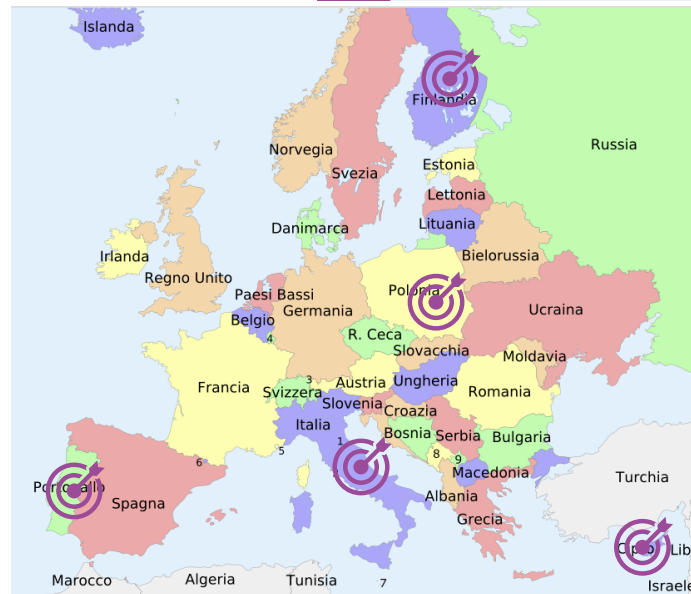 Islanda
Finlandia
Russia
Norvegia
Svezia
Estonia
Lettonia
Danimarca
Lituania
Irlanda
Bielorussia
Regno Unito
Paesi Bassi
Polonia
Germania
Ucraina
Belgio
R. Ceca
4
Slovacchia
Moldavia
3
Francia
Svizzera
Austria
Ungheria
Romania
Slovenia
Croazia
Italia
Bosnia
Serbia
Bulgaria
1
5
8
9
6
Macedonia
Turchia
Portogallo
Spagna
Albania
Grecia
Cipro
Lib
Marocco
Algeria
Tunisia
7
Israele